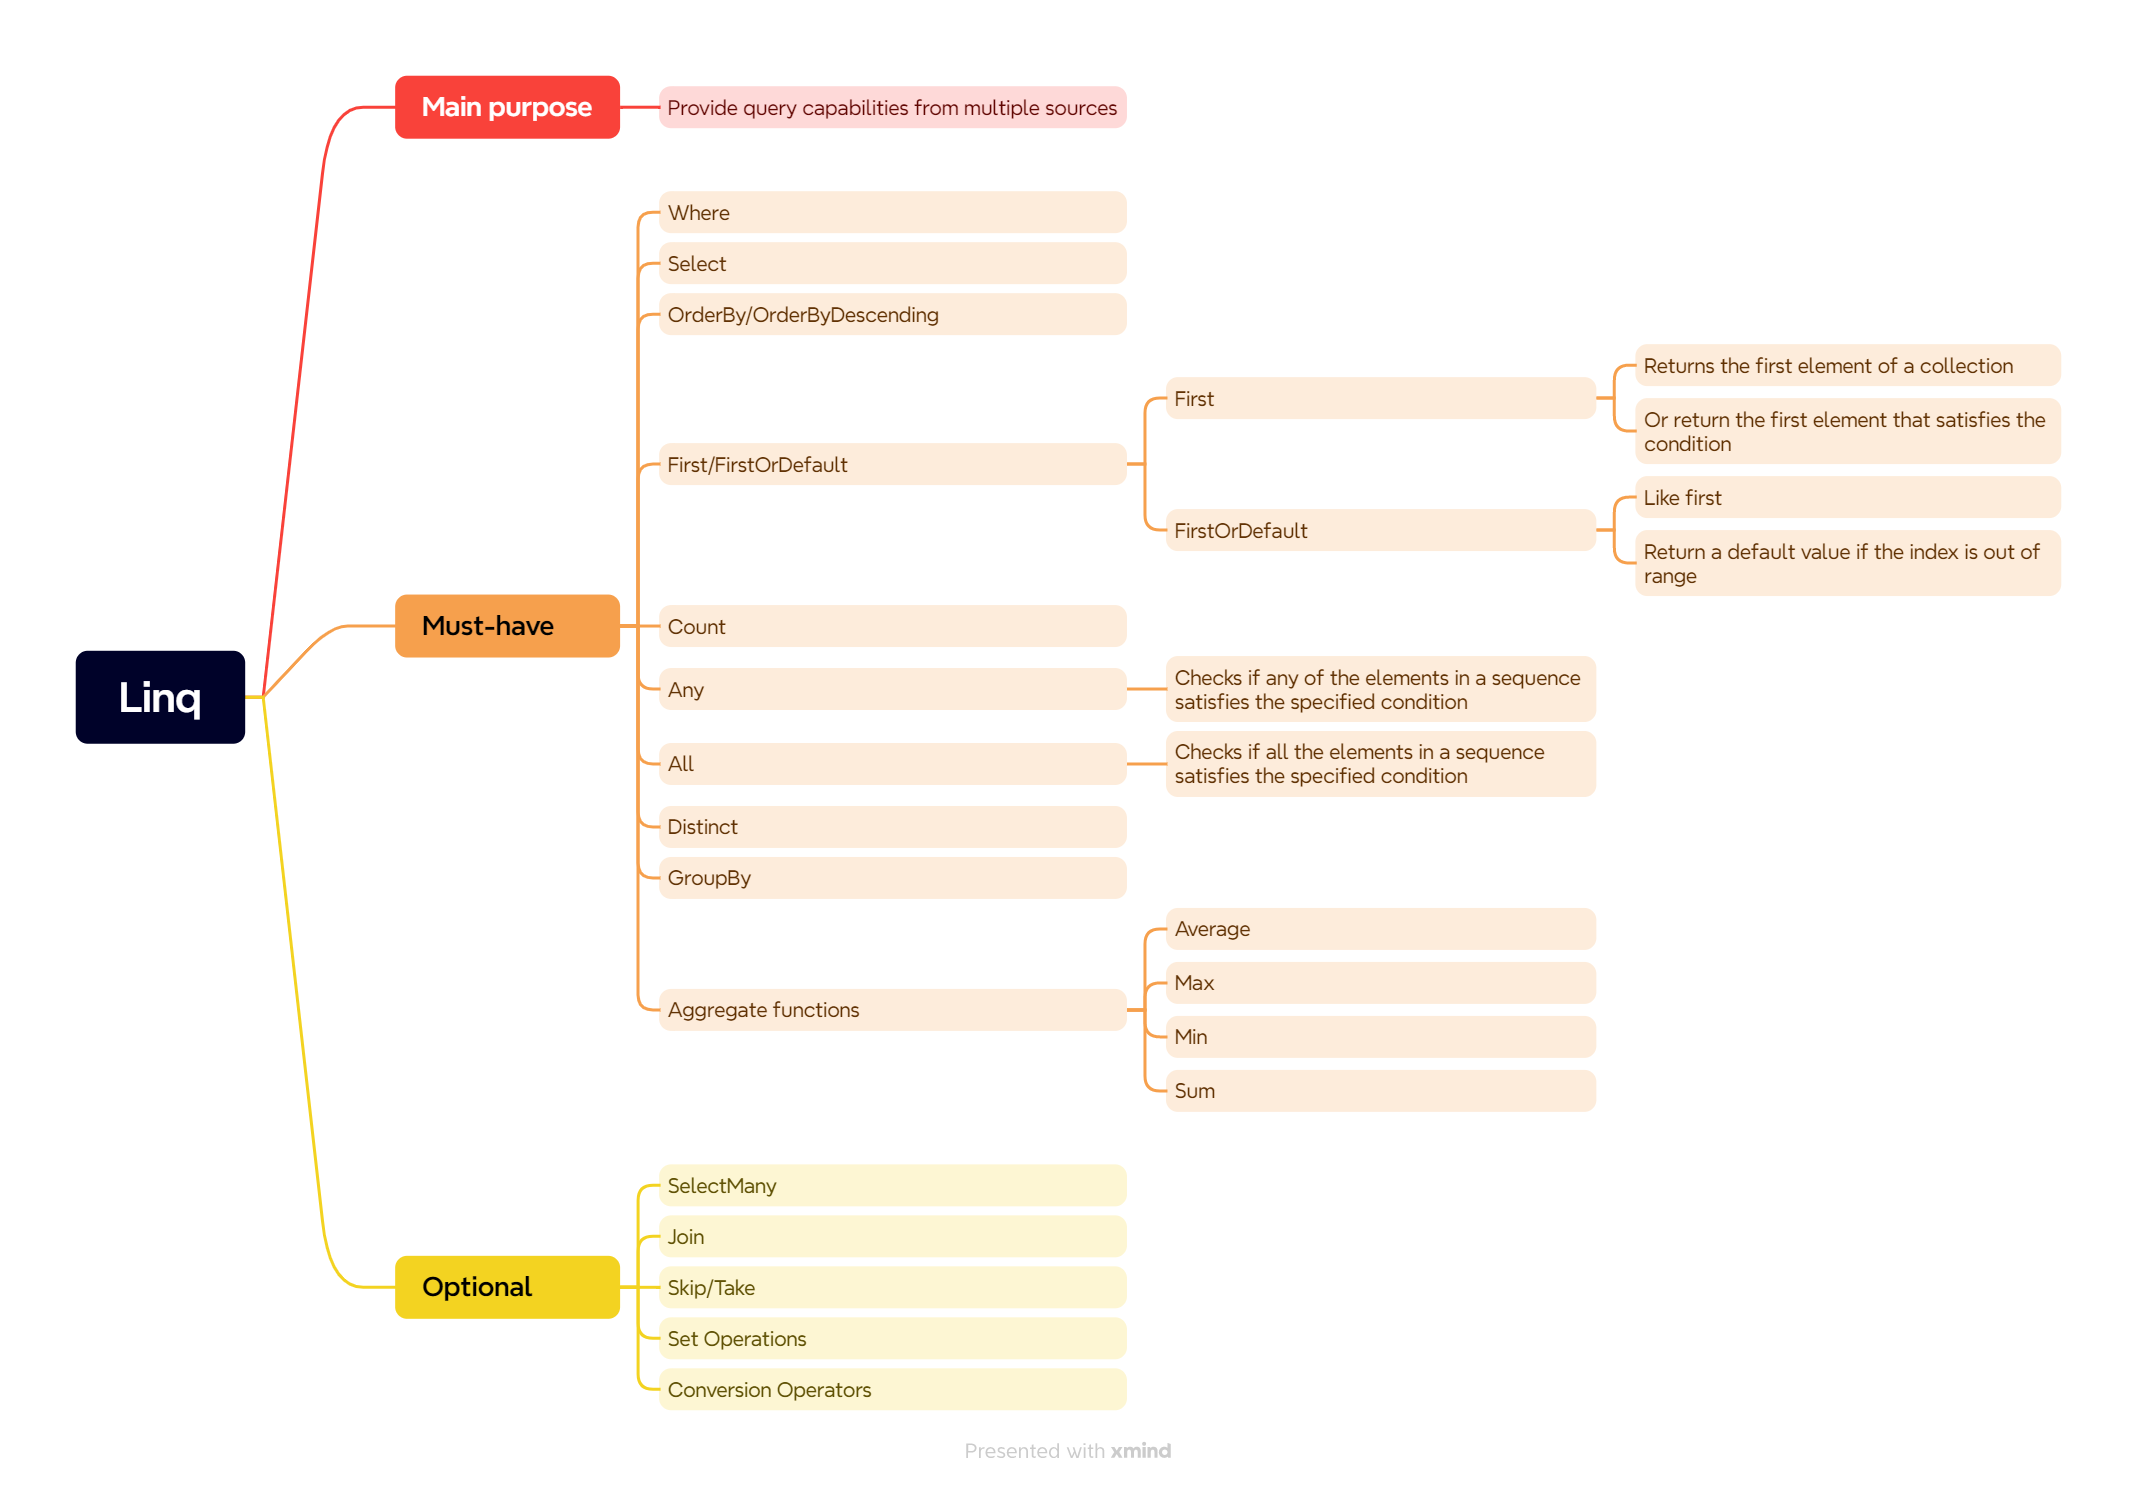 Main purpose
Provide query capabilities from multiple sources
Where
Select
OrderBy/OrderByDescending
First/FirstOrDefault
First
Returns the first element of a collection
Or return the first element that satisfies the
condition
FirstOrDefault
Like first
Return a default value if the index is out of
range
Linq
Must-have
Count
Any
Checks if any of the elements in a sequence
satisfies the specified condition
All
Checks if all the elements in a sequence
satisfies the specified condition
Distinct
GroupBy
Aggregate functions
Average
Max
Min
Sum
Optional
SelectMany
Join
Skip/Take
Set Operations
Conversion Operators
Presented with xmind